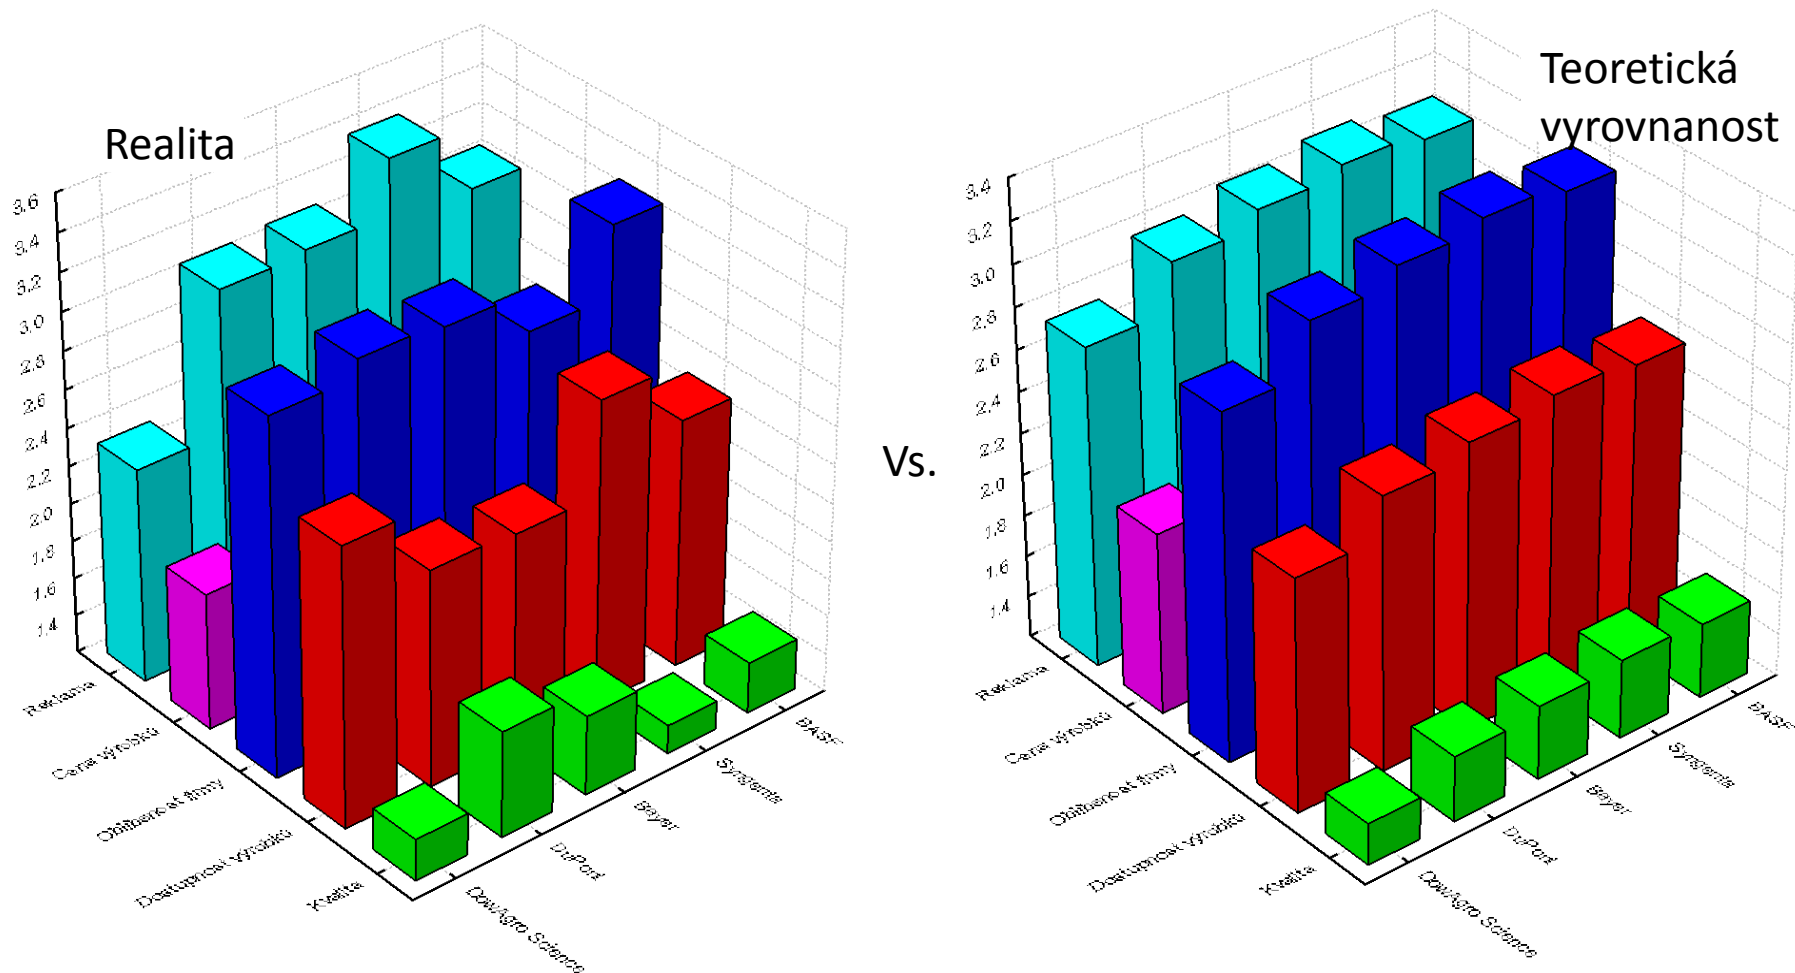 Realita
3.6
3.4
3.2
3.0
2.8
2.6
2.4
2.2
2.0
1.8
1.6
1.4
Reklama
Cena výrobků
Oblíbenost firmy
Dostupnost výrobků
Kvalita
DowAgro Science
DuPont
Bayer
Syngenta
BASF
Vs.
Teoretická
vyrovnanost
3.4
3.2
3.0
2.8
2.6
2.4
2.2
2.0
1.8
1.6
1.4
Reklama
Cena výrobků
Oblíbenost firmy
Dostupnost výrobků
Kvalita
DowAgro Science
DuPont
Bayer
Syngenta
BASF